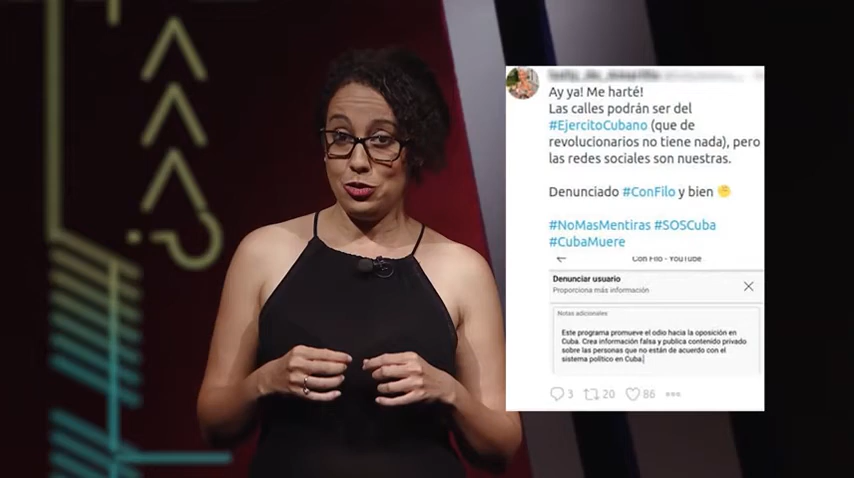 Ay ya! Me harté!
Las calles podrán ser del
#EjercitoCubano (que de
revolucionarios no tiene nada), pero
las redes sociales son nuestras.
Denunciado #ConFilo y bien ✊
#NoMasMentiras #SOSCuba
#CubaMuere
Con Filo - YouTube
Denunciar usuario
Proporciona más información
Notas adicionales
Este programa promueve el odio hacia la oposición en
Cuba. Crea información falsa y publica contenido privado
sobre las personas que no están de acuerdo con el
sistema político en Cuba.
3 20 86